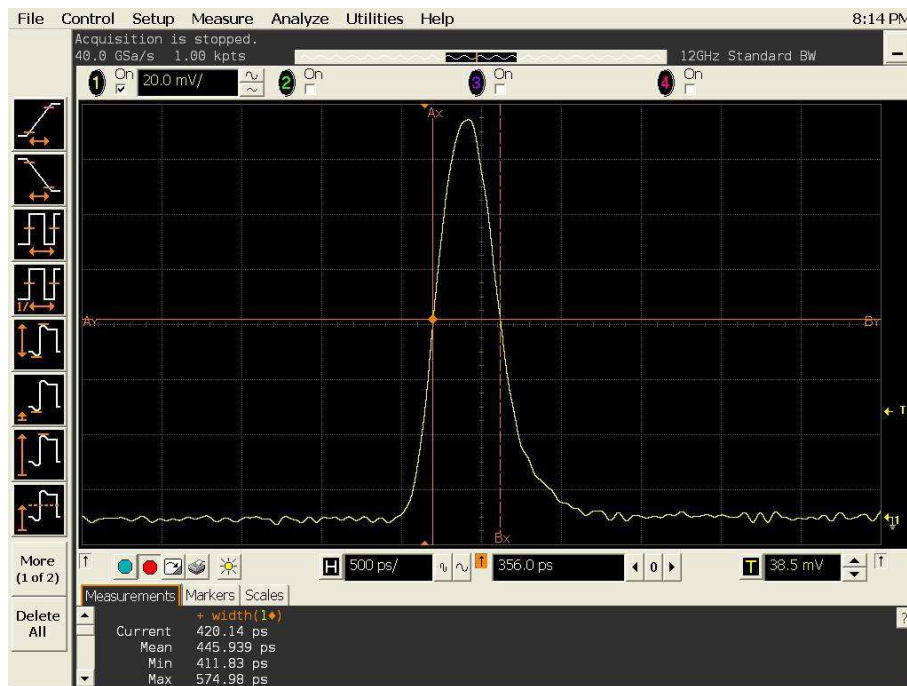 File Control Setup Measure Analyze Utilities Help 8:14 PM
Acquisition is stopped.
40.0 GSa/s 1.00 kpts 12GHz Standard BW
1 On 20.0 mV/ 2 On 3 On 4 On
Ax
AY BY
T
1
Bx
1/
More
(1 of 2)
Delete
All
H 500 ps/ 356.0 ps 0 T 38.5 mV
Measurements Markers Scales
+ width(1♦)
Current 420.14 ps
Mean 445.939 ps
Min 411.83 ps
Max 574.98 ps
?